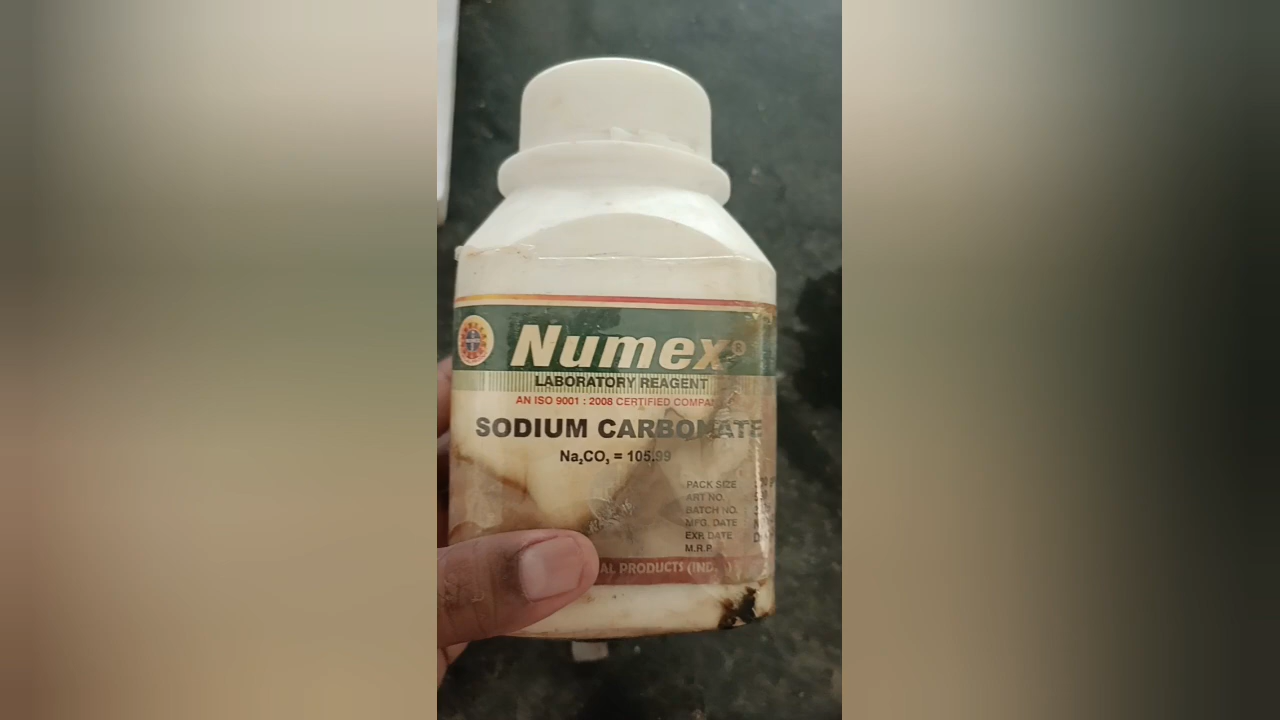 Numex®
LABORATORY REAGENT
AN ISO 9001 : 2008 CERTIFIED
SODIUM CARBONATE
Na₂CO₃ = 105.99
PACK SIZE
ART NO.
BATCH NO.
MFG. DATE
EXP. DATE
M.R.P.
PRODUCTS